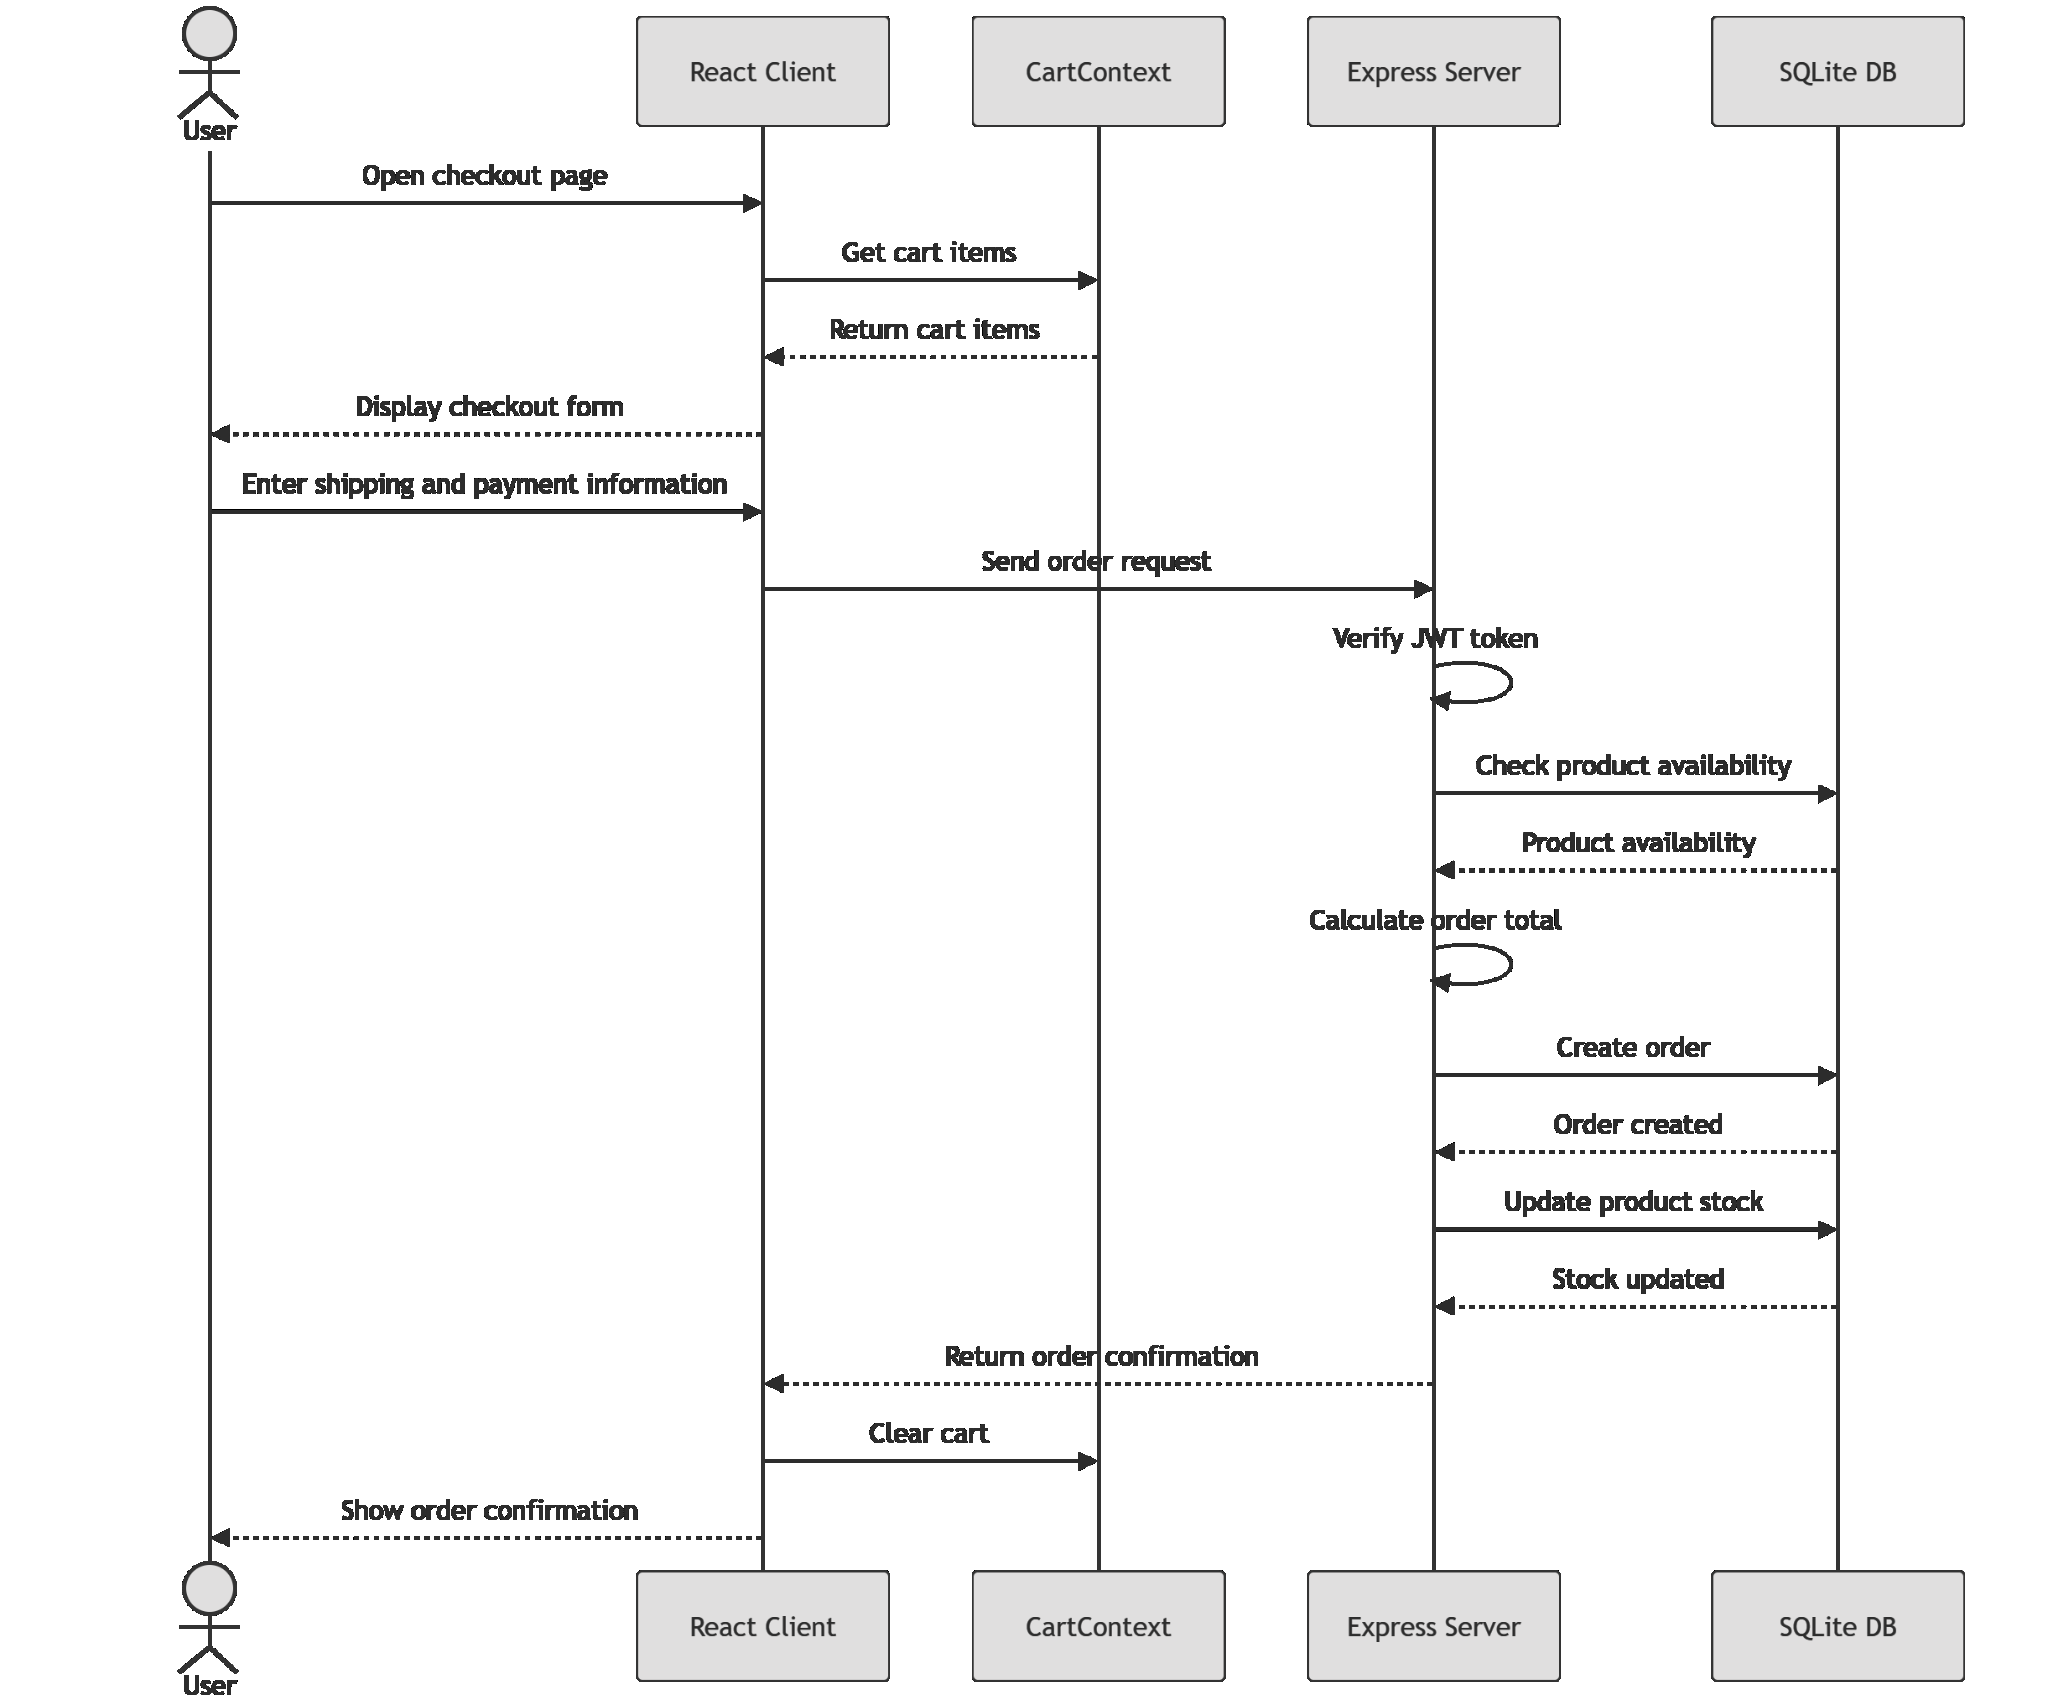 User
React Client
CartContext
Express Server
SQLite DB
Open checkout page
Get cart items
Return cart items
Display checkout form
Enter shipping and payment information
Send order request
Verify JWT token
Check product availability
Product availability
Calculate order total
Create order
Order created
Update product stock
Stock updated
Return order confirmation
Clear cart
Show order confirmation
User
React Client
CartContext
Express Server
SQLite DB